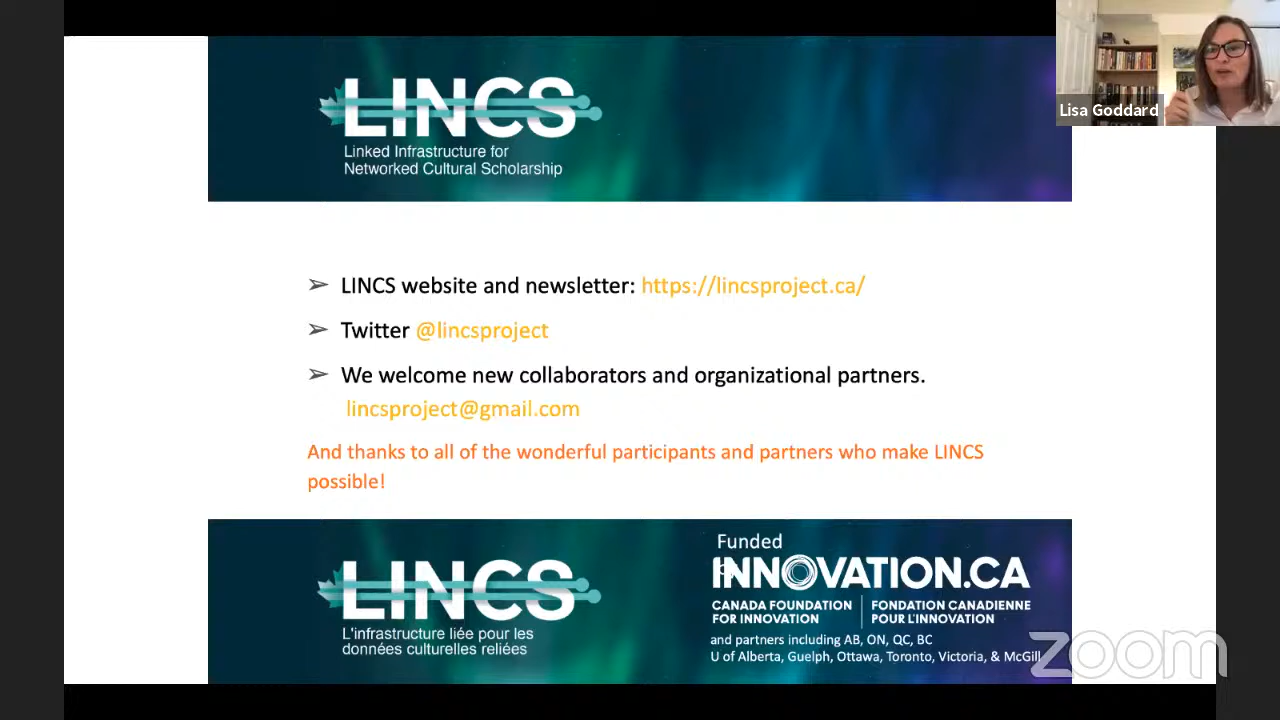 LINCS
Linked Infrastructure for
Networked Cultural Scholarship
Lisa Goddard
➢ LINCS website and newsletter: https://lincsproject.ca/
➢ Twitter @lincsproject
➢ We welcome new collaborators and organizational partners.
lincsproject@gmail.com
And thanks to all of the wonderful participants and partners who make LINCS
possible!
LINCS
L'infrastructure liée pour les
données culturelles reliées
Funded
INNOVATION.CA
CANADA FOUNDATION
FOR INNOVATION
FONDATION CANADIENNE
POUR L'INNOVATION
and partners including AB, ON, QC, BC
U of Alberta, Guelph, Ottawa, Toronto, Victoria, & McGill
zoom